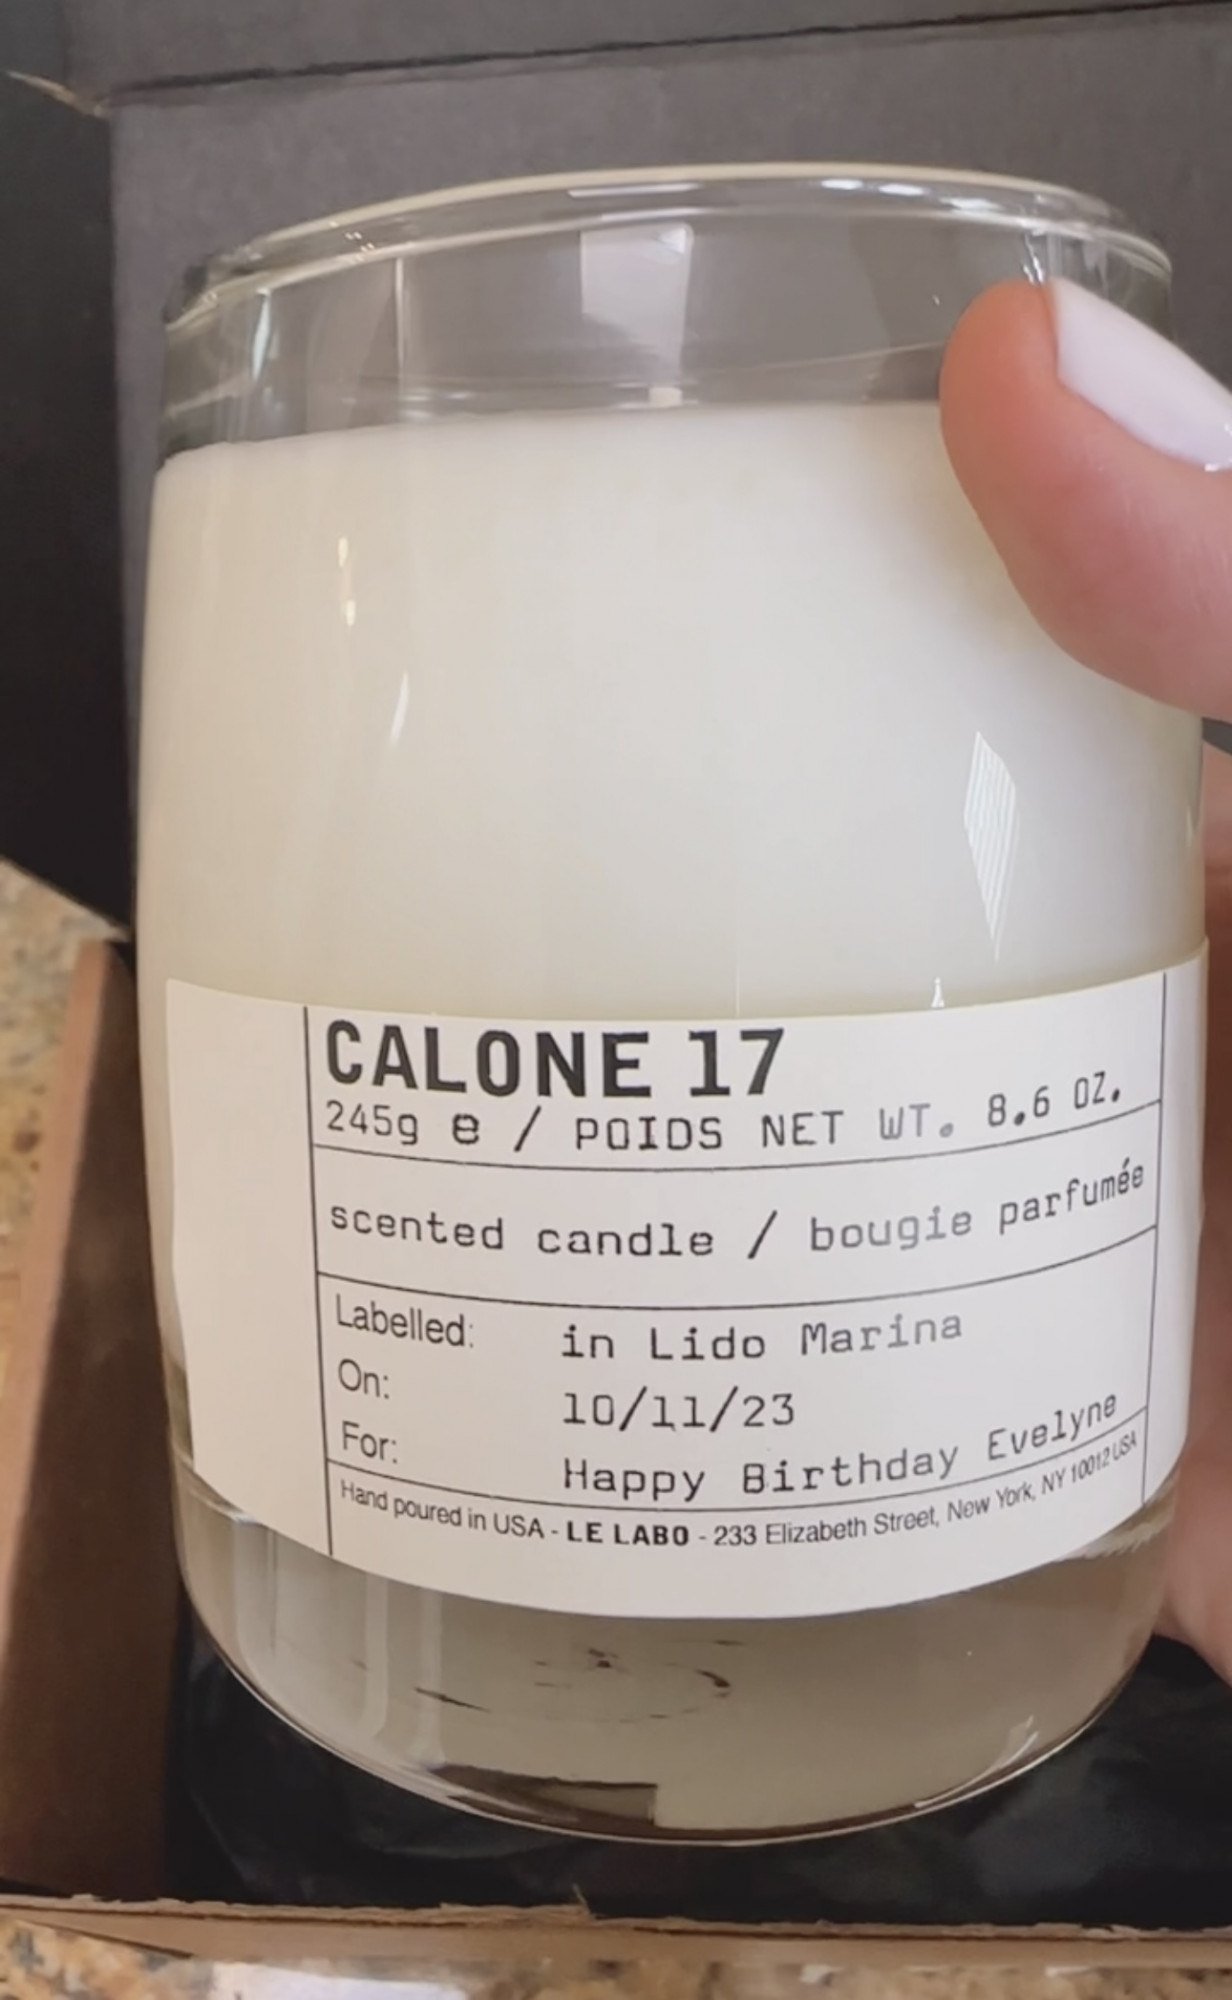 CALONE 17
245g e / POIDS NET WT. 8.6 OZ.
scented candle / bougie parfumée
Labelled: in Lido Marina
On: 10/11/23
For: Happy Birthday Evelyne
Hand poured in USA - LE LABO - 233 Elizabeth Street, New York, NY 10012 USA